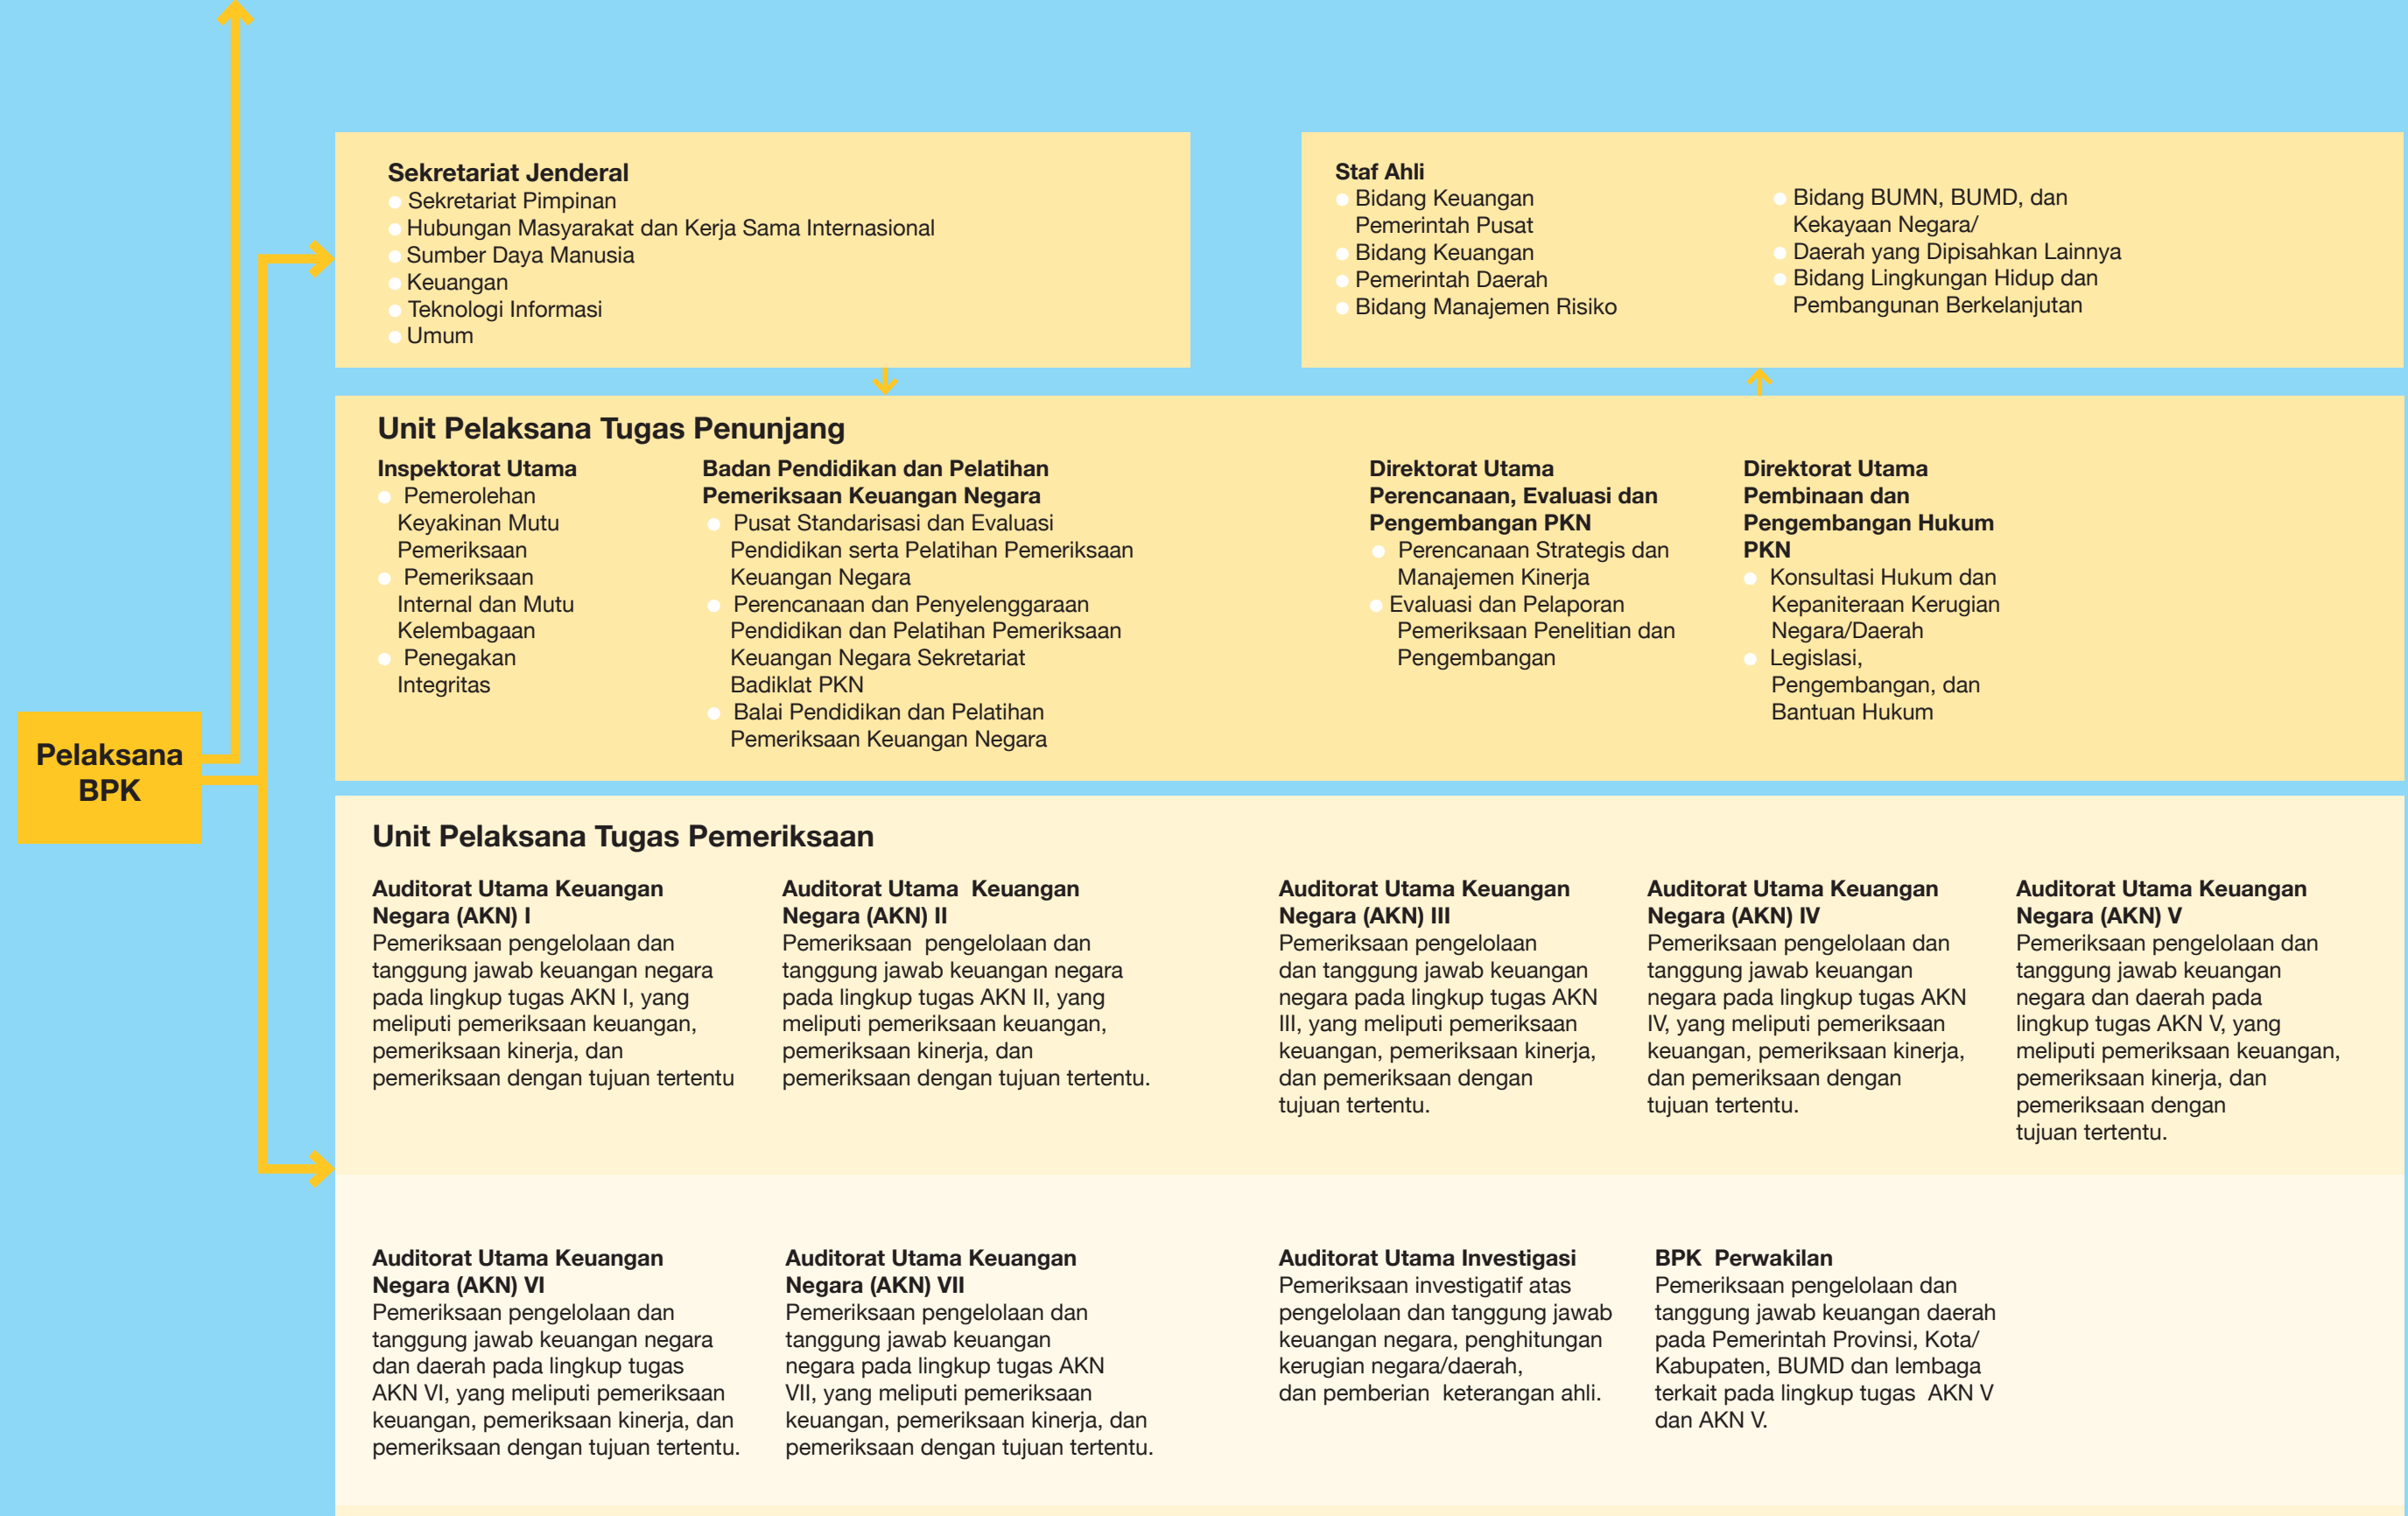 Sekretariat Jenderal
Sekretariat Pimpinan
Hubungan Masyarakat dan Kerja Sama Internasional
Sumber Daya Manusia
Keuangan
Teknologi Informasi
Umum
Staf Ahli
Bidang Keuangan
Pemerintah Pusat
Bidang Keuangan
Pemerintah Daerah
Bidang Manajemen Risiko
Bidang BUMN, BUMD, dan
Kekayaan Negara/
Daerah yang Dipisahkan Lainnya
Bidang Lingkungan Hidup dan
Pembangunan Berkelanjutan
Unit Pelaksana Tugas Penunjang
Inspektorat Utama
Pemerolehan
Keyakinan Mutu
Pemeriksaan
Pemeriksaan
Internal dan Mutu
Kelembagaan
Penegakan
Integritas
Badan Pendidikan dan Pelatihan
Pemeriksaan Keuangan Negara
Pusat Standarisasi dan Evaluasi
Pendidikan serta Pelatihan Pemeriksaan
Keuangan Negara
Perencanaan dan Penyelenggaraan
Pendidikan dan Pelatihan Pemeriksaan
Keuangan Negara Sekretariat
Badiklat PKN
Balai Pendidikan dan Pelatihan
Pemeriksaan Keuangan Negara
Direktorat Utama
Perencanaan, Evaluasi dan
Pengembangan PKN
Perencanaan Strategis dan
Manajemen Kinerja
Evaluasi dan Pelaporan
Pemeriksaan Penelitian dan
Pengembangan
Direktorat Utama
Pembinaan dan
Pengembangan Hukum
PKN
Konsultasi Hukum dan
Kepaniteraan Kerugian
Negara/Daerah
Legislasi,
Pengembangan, dan
Bantuan Hukum
Pelaksana
BPK
Unit Pelaksana Tugas Pemeriksaan
Auditorat Utama Keuangan
Negara (AKN) I
Pemeriksaan pengelolaan dan
tanggung jawab keuangan negara
pada lingkup tugas AKN I, yang
meliputi pemeriksaan keuangan,
pemeriksaan kinerja, dan
pemeriksaan dengan tujuan tertentu
Auditorat Utama Keuangan
Negara (AKN) II
Pemeriksaan pengelolaan dan
tanggung jawab keuangan negara
pada lingkup tugas AKN II, yang
meliputi pemeriksaan keuangan,
pemeriksaan kinerja, dan
pemeriksaan dengan tujuan tertentu.
Auditorat Utama Keuangan
Negara (AKN) III
Pemeriksaan pengelolaan
dan tanggung jawab keuangan
negara pada lingkup tugas AKN
III, yang meliputi pemeriksaan
keuangan, pemeriksaan kinerja,
dan pemeriksaan dengan
tujuan tertentu.
Auditorat Utama Keuangan
Negara (AKN) IV
Pemeriksaan pengelolaan dan
tanggung jawab keuangan
negara pada lingkup tugas AKN
IV, yang meliputi pemeriksaan
keuangan, pemeriksaan kinerja,
dan pemeriksaan dengan
tujuan tertentu.
Auditorat Utama Keuangan
Negara (AKN) V
Pemeriksaan pengelolaan dan
tanggung jawab keuangan
negara dan daerah pada
lingkup tugas AKN V, yang
meliputi pemeriksaan keuangan,
pemeriksaan kinerja, dan
pemeriksaan dengan
tujuan tertentu.
Auditorat Utama Keuangan
Negara (AKN) VI
Pemeriksaan pengelolaan dan
tanggung jawab keuangan negara
dan daerah pada lingkup tugas
AKN VI, yang meliputi pemeriksaan
keuangan, pemeriksaan kinerja, dan
pemeriksaan dengan tujuan tertentu.
Auditorat Utama Keuangan
Negara (AKN) VII
Pemeriksaan pengelolaan dan
tanggung jawab keuangan
negara pada lingkup tugas AKN
VII, yang meliputi pemeriksaan
keuangan, pemeriksaan kinerja, dan
pemeriksaan dengan tujuan tertentu.
Auditorat Utama Investigasi
Pemeriksaan investigatif atas
pengelolaan dan tanggung jawab
keuangan negara, penghitungan
kerugian negara/daerah,
dan pemberian keterangan ahli.
BPK Perwakilan
Pemeriksaan pengelolaan dan
tanggung jawab keuangan daerah
pada Pemerintah Provinsi, Kota/
Kabupaten, BUMD dan lembaga
terkait pada lingkup tugas AKN V
dan AKN V.